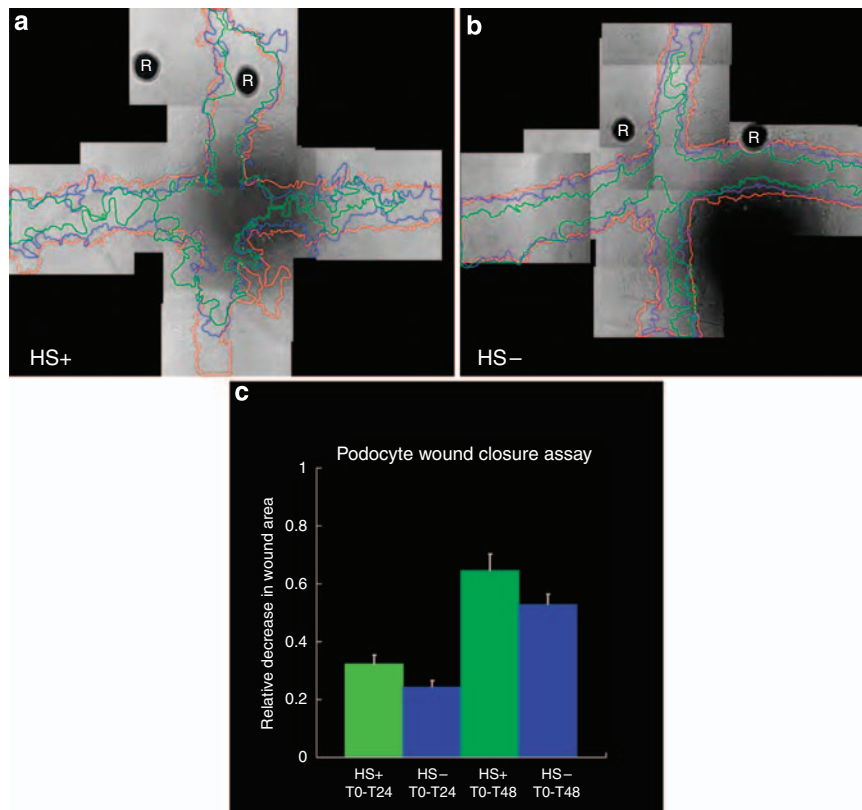 a
R
R
HS+
b
R
R
HS−
c
Podocyte wound closure assay
Relative decrease in wound area
1
0.8
0.6
0.4
0.2
0
HS+ HS− HS+ HS−
T0-T24 T0-T24 T0-T48 T0-T48